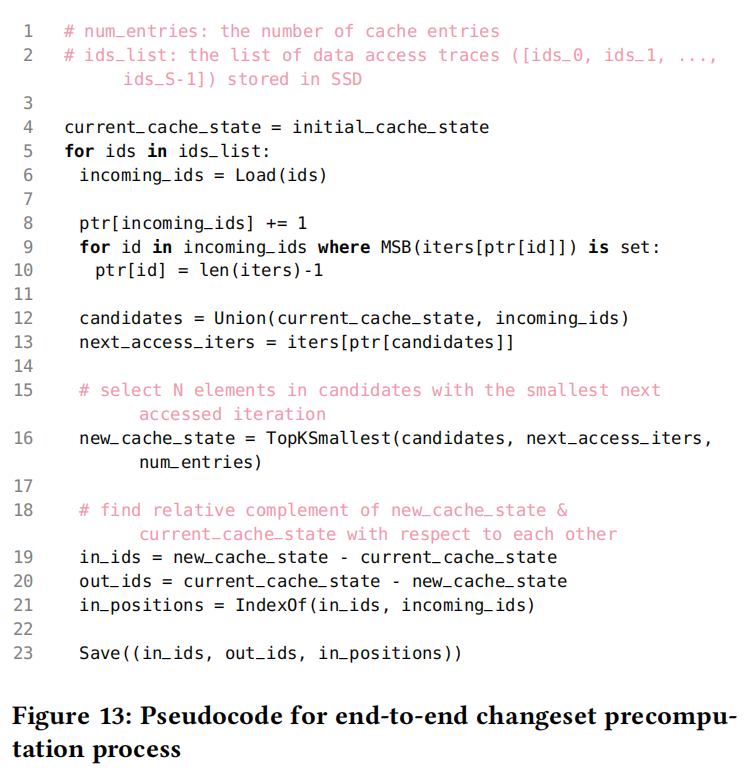 1 # num_entries: the number of cache entries
2 # ids_list: the list of data access traces ([ids_0, ids_1, ...,
ids_S-1]) stored in SSD
3
4 current_cache_state = initial_cache_state
5 for ids in ids_list:
6 incoming_ids = Load(ids)
7
8 ptr[incoming_ids] += 1
9 for id in incoming_ids where MSB(iters[ptr[id]]) is set:
10 ptr[id] = len(iters)-1
11
12 candidates = Union(current_cache_state, incoming_ids)
13 next_access_iters = iters[ptr[candidates]]
14
15 # select N elements in candidates with the smallest next
accessed iteration
16 new_cache_state = TopKSmallest(candidates, next_access_iters,
num_entries)
17
18 # find relative complement of new_cache_state &
current_cache_state with respect to each other
19 in_ids = new_cache_state - current_cache_state
20 out_ids = current_cache_state - new_cache_state
21 in_positions = IndexOf(in_ids, incoming_ids)
22
23 Save((in_ids, out_ids, in_positions))
Figure 13: Pseudocode for end-to-end changeset precompu-
tation process